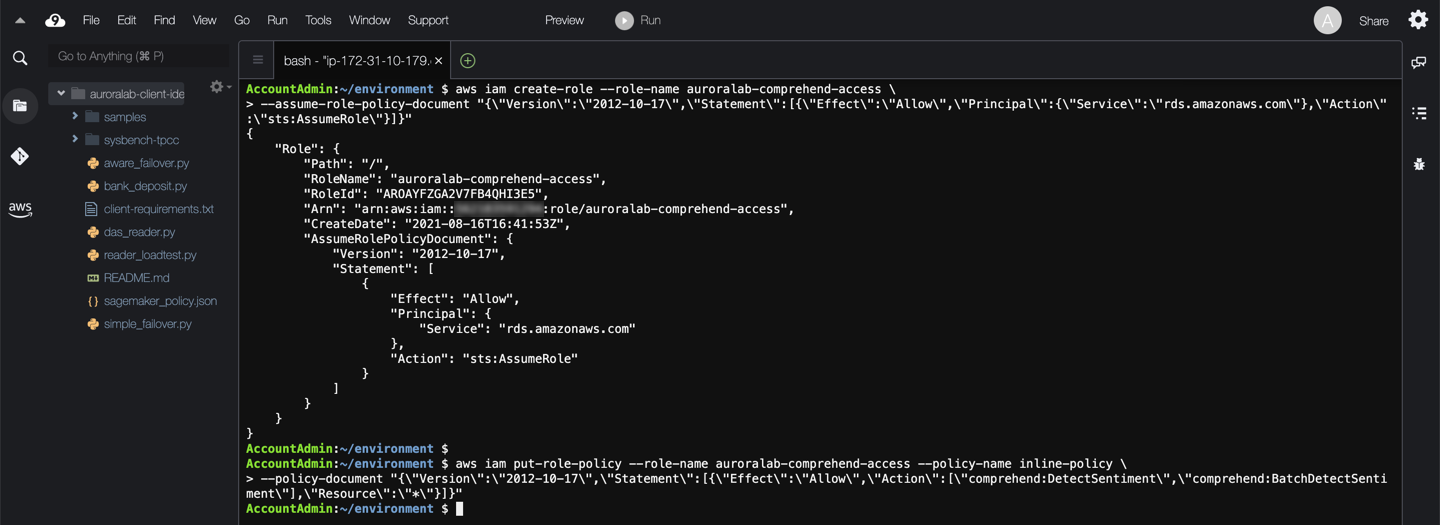 9 File Edit Find View Go Run Tools Window Support Preview Run A Share
Go to Anything (⌘ P)
bash - "ip-172-31-10-179. ×
auroralab-client-ide
samples
sysbench-tpcc
aware_failover.py
bank_deposit.py
client-requirements.txt
das_reader.py
reader_loadtest.py
README.md
sagemaker_policy.json
simple_failover.py
aws
AccountAdmin:~/environment $ aws iam create-role --role-name auroralab-comprehend-access \
> --assume-role-policy-document "{\"Version\":\"2012-10-17\",\"Statement\":[{\"Effect\":\"Allow\",\"Principal\":{\"Service\":\"rds.amazonaws.com\"},\"Action\"
:\"sts:AssumeRole\"}]}"
{
    "Role": {
        "Path": "/",
        "RoleName": "auroralab-comprehend-access",
        "RoleId": "AROAYFZGA2V7FB4QHI3E5",
        "Arn": "arn:aws:iam:: :role/auroralab-comprehend-access",
        "CreateDate": "2021-08-16T16:41:53Z",
        "AssumeRolePolicyDocument": {
            "Version": "2012-10-17",
            "Statement": [
                {
                    "Effect": "Allow",
                    "Principal": {
                        "Service": "rds.amazonaws.com"
                    },
                    "Action": "sts:AssumeRole"
                }
            ]
        }
    }
}
AccountAdmin:~/environment $
AccountAdmin:~/environment $ aws iam put-role-policy --role-name auroralab-comprehend-access --policy-name inline-policy \
> --policy-document "{\"Version\":\"2012-10-17\",\"Statement\":[{\"Effect\":\"Allow\",\"Action\":[\"comprehend:DetectSentiment\",\"comprehend:BatchDetectSenti
ment\"],\"Resource\":\"*\"}]}"
AccountAdmin:~/environment $